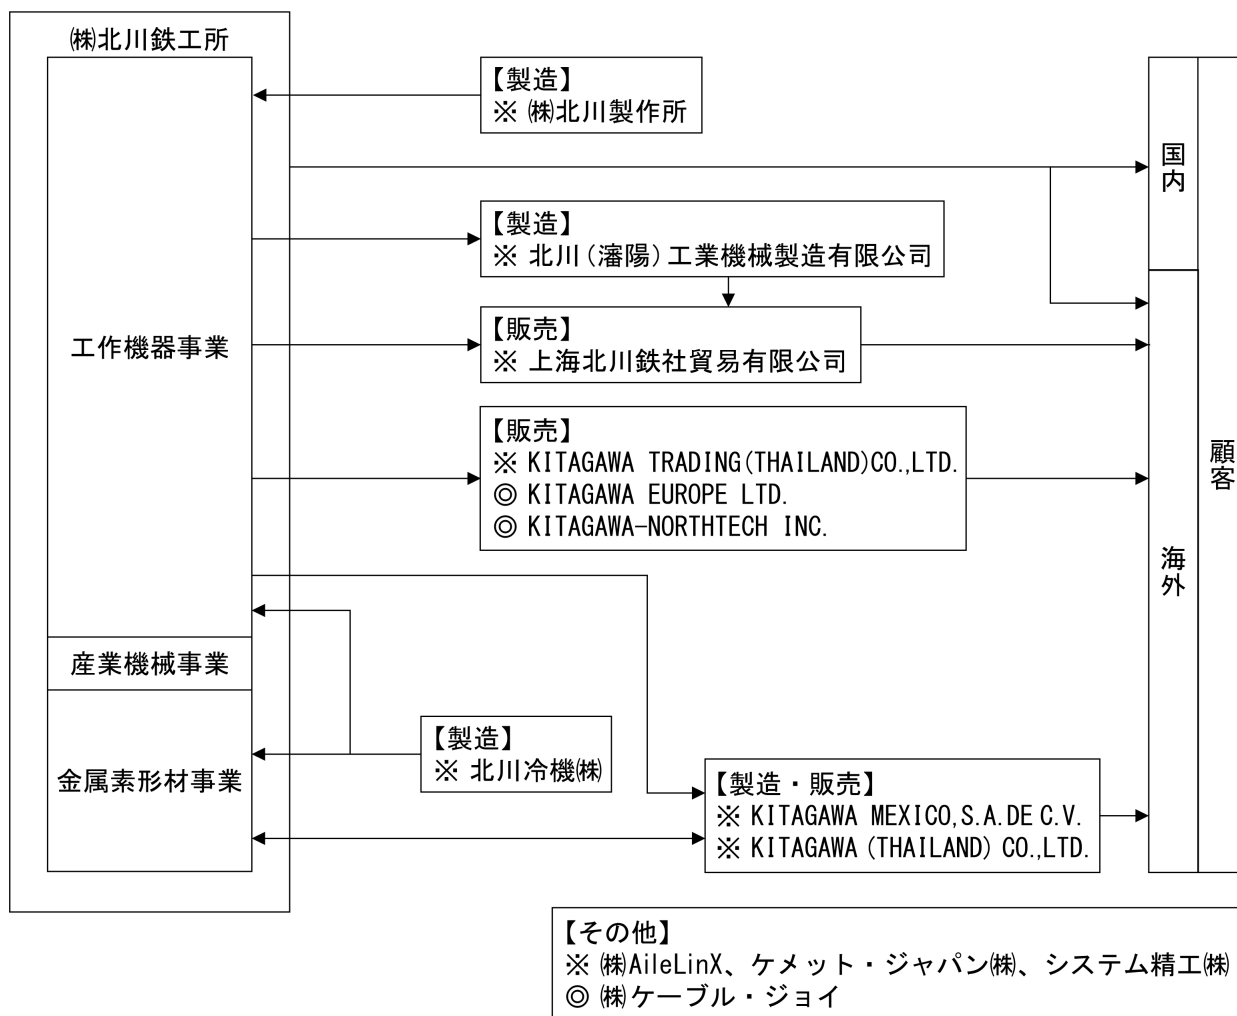 ㈱北川鉄工所
【製造】
※ ㈱北川製作所
国内
【製造】
※ 北川(瀋陽)工業機械製造有限公司
工作機器事業
【販売】
※ 上海北川鉄社貿易有限公司
【販売】
※ KITAGAWA TRADING(THAILAND)CO.,LTD.
◎ KITAGAWA EUROPE LTD.
◎ KITAGAWA-NORTHTECH INC.
顧客
海外
産業機械事業
金属素形材事業
【製造】
※ 北川冷機㈱
【製造・販売】
※ KITAGAWA MEXICO,S.A.DE C.V.
※ KITAGAWA (THAILAND) CO.,LTD.
【その他】
※ ㈱AileLinX、ケメット・ジャパン㈱、システム精工㈱
◎ ㈱ケーブル・ジョイ